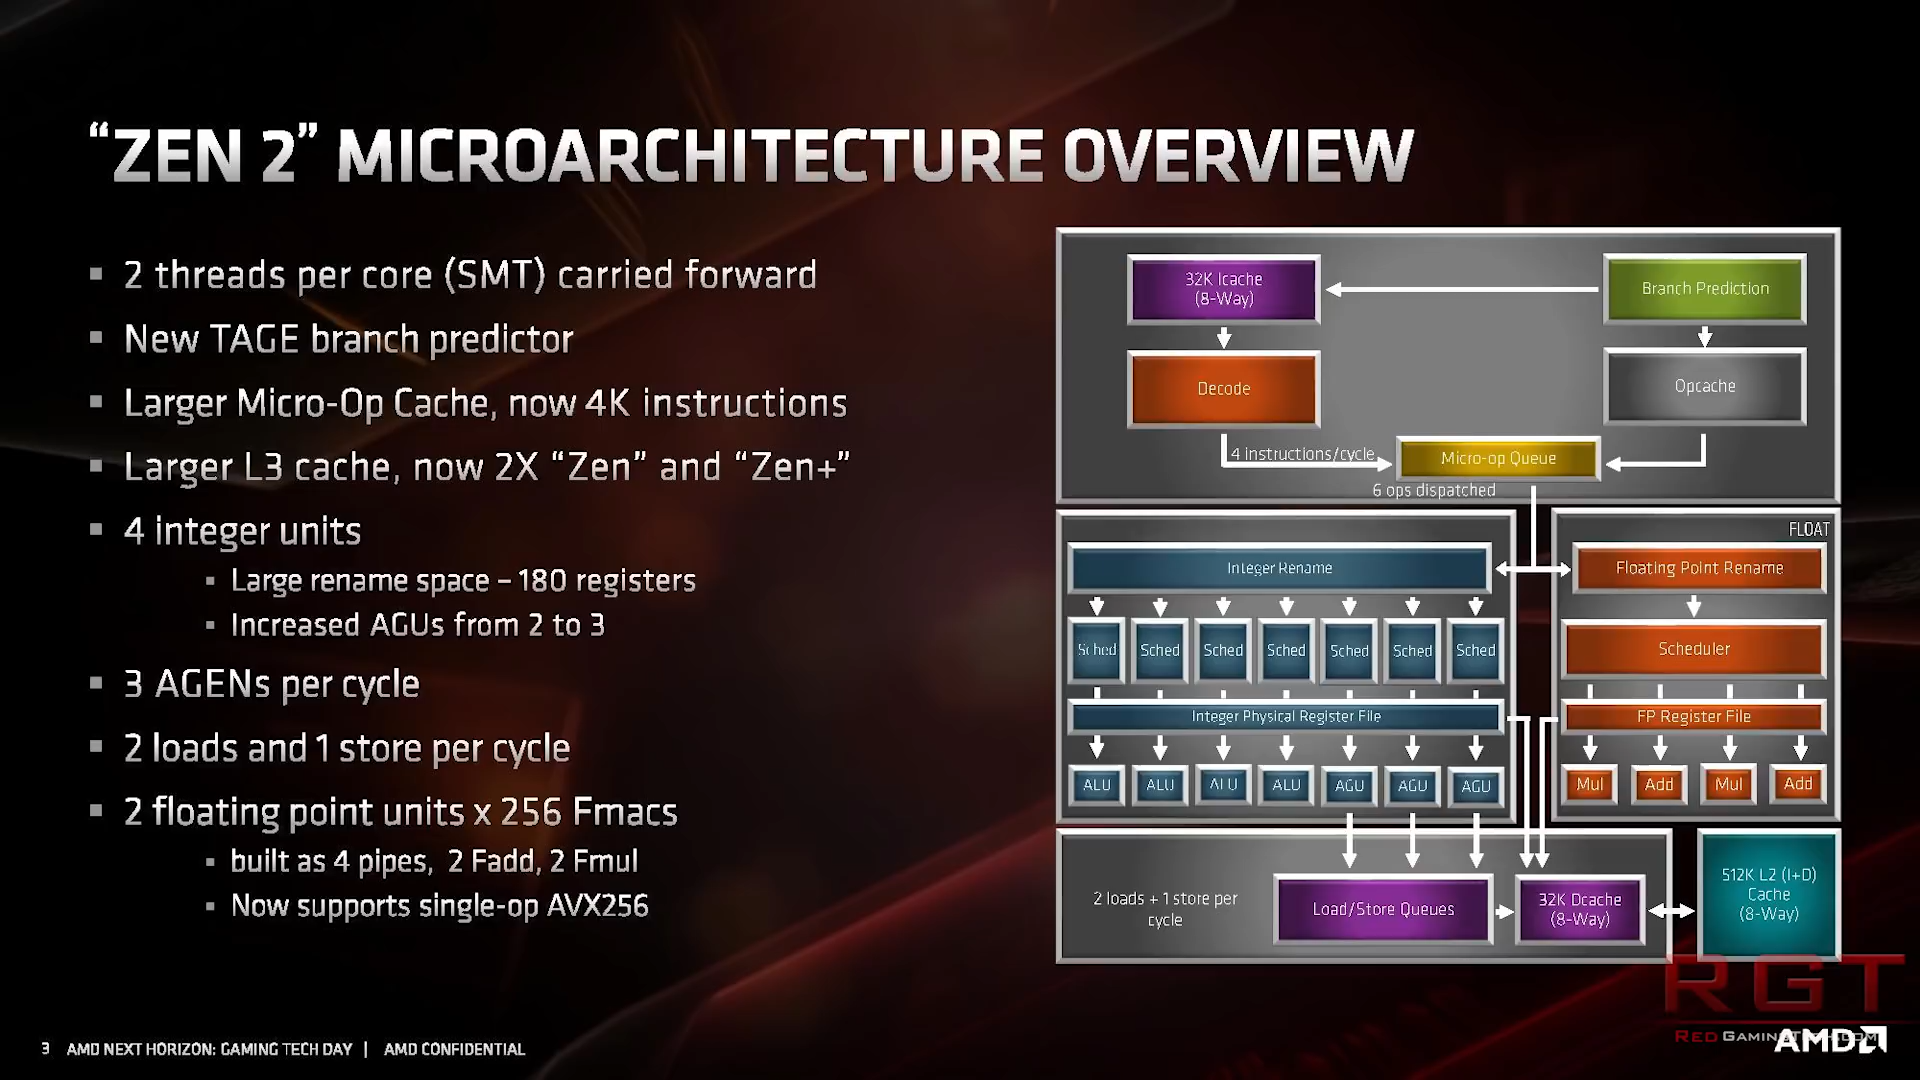 “ZEN 2” MICROARCHITECTURE OVERVIEW
2 threads per core (SMT) carried forward
New TAGE branch predictor
Larger Micro-Op Cache, now 4K instructions
Larger L3 cache, now 2X “Zen” and “Zen+”
4 integer units
Large rename space – 180 registers
Increased AGUs from 2 to 3
3 AGENs per cycle
2 loads and 1 store per cycle
2 floating point units x 256 Fmacs
built as 4 pipes, 2 Fadd, 2 Fmul
Now supports single-op AVX256
32K Icache
(8-Way)
Branch Prediction
Decode
Opcache
4 instructions/cycle
Micro-op Queue
6 ops dispatched
FLOAT
Integer Rename
Floating Point Rename
Sched Sched Sched Sched Sched Sched Sched
Scheduler
Integer Physical Register File
FP Register File
ALU ALU ALU ALU AGU AGU AGU
Mul Add Mul Add
2 loads + 1 store per
cycle
Load/Store Queues
32K Dcache
(8-Way)
512K L2 (I+D)
Cache
(8-Way)
RGT
RED GAMINGTECH.COM
AMD
3 AMD NEXT HORIZON: GAMING TECH DAY | AMD CONFIDENTIAL